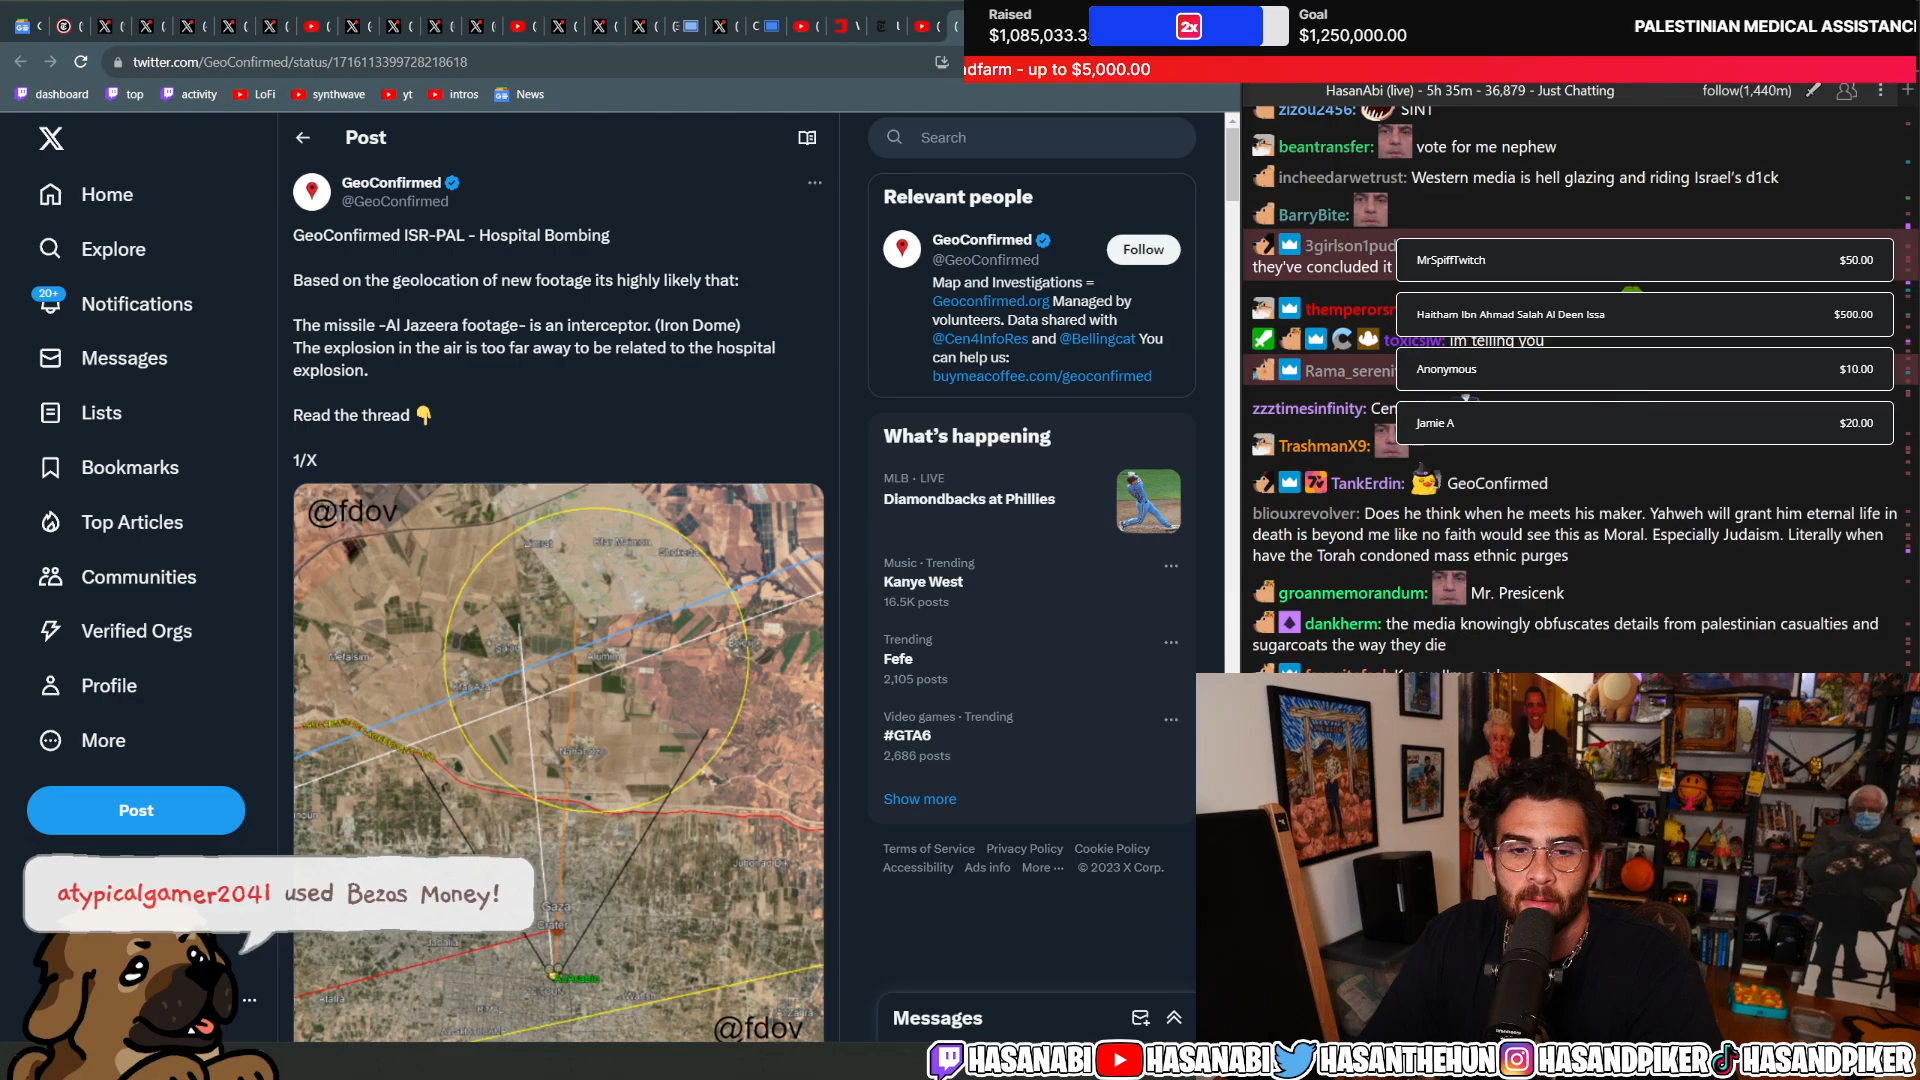 twitter.com/GeoConfirmed/status/1716113399728218618
dashboard
top
activity
LoFi
synthwave
yt
intros
News
Raised
$1,085,033.3
2x
Goal
$1,250,000.00
PALESTINIAN MEDICAL ASSISTANC
ndfarm - up to $5,000.00
Home
Explore
20+
Notifications
Messages
Lists
Bookmarks
Top Articles
Communities
Verified Orgs
Profile
More
Post
Post
GeoConfirmed
@GeoConfirmed
GeoConfirmed ISR-PAL - Hospital Bombing
Based on the geolocation of new footage its highly likely that:
The missile -Al Jazeera footage- is an interceptor. (Iron Dome)
The explosion in the air is too far away to be related to the hospital
explosion.
Read the thread 👇
1/X
@fdov
Gaza
Crater
@fdov
Search
Relevant people
GeoConfirmed
@GeoConfirmed
Follow
Map and Investigations =
Geoconfirmed.org Managed by
volunteers. Data shared with
@Cen4InfoRes and @Bellingcat You
can help us:
buymeacoffee.com/geoconfirmed
What's happening
MLB · LIVE
Diamondbacks at Phillies
Music · Trending
Kanye West
16.5K posts
Trending
Fefe
2,105 posts
Video games · Trending
#GTA6
2,686 posts
Show more
Terms of Service Privacy Policy Cookie Policy
Accessibility Ads info More ··· © 2023 X Corp.
Messages
HasanAbi (live) - 5h 35m - 36,879 - Just Chatting
follow(1,440m)
zizou2456: SINT
beantransfer: vote for me nephew
incheedarwetrust: Western media is hell glazing and riding Israel's d1ck
BarryBite:
3girlson1pud
they've concluded it
themperorsr
toxicsjw: im telling you
Rama_sereni
zzztimesinfinity: Cen
TrashmanX9:
TankErdin: GeoConfirmed
bliouxrevolver: Does he think when he meets his maker. Yahweh will grant him eternal life in
death is beyond me like no faith would see this as Moral. Especially Judaism. Literally when
have the Torah condoned mass ethnic purges
groanmemorandum: Mr. Presicenk
dankherm: the media knowingly obfuscates details from palestinian casualties and
sugarcoats the way they die
MrSpiffTwitch $50.00
Haitham Ibn Ahmad Salah Al Deen Issa $500.00
Anonymous $10.00
Jamie A $20.00
atypicalgamer2041 used Bezos Money!
HASANABI HASANABI HASANTHEHUN HASANDPIKER HASANDPIKER